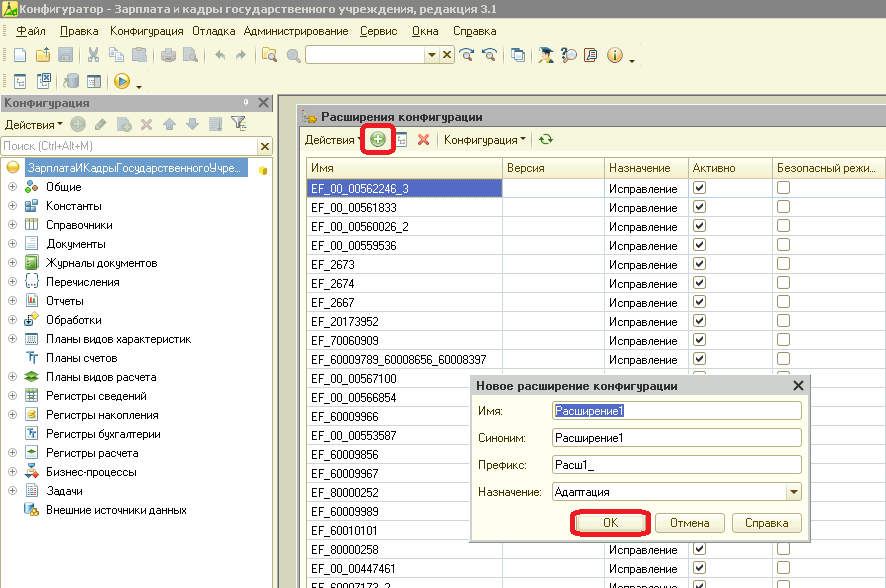 Конфигуратор - Зарплата и кадры государственного учреждения, редакция 3.1
Файл Правка Конфигурация Отладка Администрирование Сервис Окна Справка
Конфигурация
Действия
Поиск (Ctrl+Alt+M)
ЗарплатаИКадрыГосударственногоУчре...
Общие
Константы
Справочники
Документы
Журналы документов
Перечисления
Отчеты
Обработки
Планы видов характеристик
Планы счетов
Планы видов расчета
Регистры сведений
Регистры накопления
Регистры бухгалтерии
Регистры расчета
Бизнес-процессы
Задачи
Внешние источники данных
Расширения конфигурации
Действия Конфигурация
Имя Версия Назначение Активно Безопасный режи...
EF_00_00562246_3 Исправление
EF_00_00561833 Исправление
EF_00_00560026_2 Исправление
EF_00_00559536 Исправление
EF_2673 Исправление
EF_2674 Исправление
EF_2667 Исправление
EF_20173952 Исправление
EF_70060909 Исправление
EF_60009789_60008656_60008397 Исправление
EF_00_00567100
EF_00_00566854
EF_60009966
EF_00_00553587
EF_60009856
EF_60009967
EF_80000252
EF_60009989
EF_60010101
EF_80000258 Исправление
EF_00_00447461 Исправление
EF_60007173_2 Исправление
Новое расширение конфигурации
Имя: Расширение1
Синоним: Расширение1
Префикс: Расш1_
Назначение: Адаптация
OK Отмена Справка